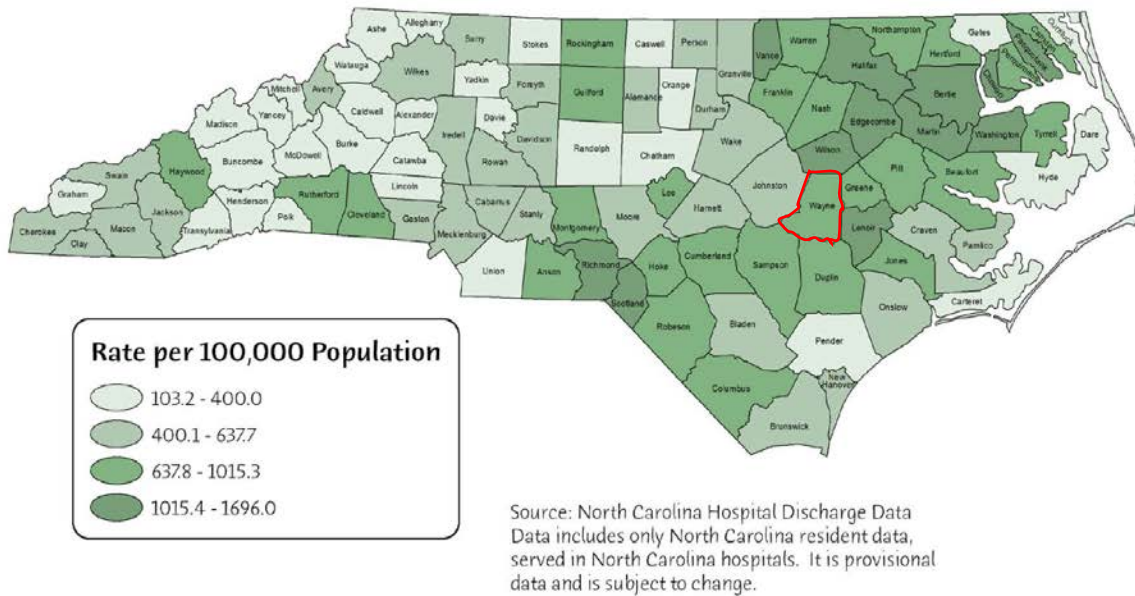 Ashe
Alleghany
Surry
Stokes
Rockingham
Caswell
Person
Vance
Warren
Northampton
Gates
Camden
Currituck
Pasquotank
Perquimans
Chowan
Hertford
Halifax
Granville
Watauga
Wilkes
Yadkin
Forsyth
Guilford
Alamance
Orange
Durham
Franklin
Nash
Bertie
Mitchell
Avery
Caldwell
Alexander
Davie
Edgecombe
Martin
Washington
Tyrrell
Dare
Madison
Yancey
Burke
Iredell
Davidson
Randolph
Chatham
Wake
Wilson
Buncombe
McDowell
Catawba
Rowan
Johnston
Greene
Pitt
Beaufort
Hyde
Swain
Haywood
Rutherford
Lincoln
Lee
Wayne
Graham
Jackson
Henderson
Polk
Cleveland
Gaston
Cabarrus
Stanly
Montgomery
Moore
Harnett
Lenoir
Craven
Pamlico
Cherokee
Clay
Macon
Transylvania
Mecklenburg
Union
Anson
Richmond
Scotland
Hoke
Cumberland
Sampson
Duplin
Jones
Carteret
Onslow
Robeson
Bladen
Pender
Columbus
New
Hanover
Brunswick
Rate per 100,000 Population
103.2 - 400.0
400.1 - 637.7
637.8 - 1015.3
1015.4 - 1696.0
Source: North Carolina Hospital Discharge Data
Data includes only North Carolina resident data,
served in North Carolina hospitals. It is provisional
data and is subject to change.